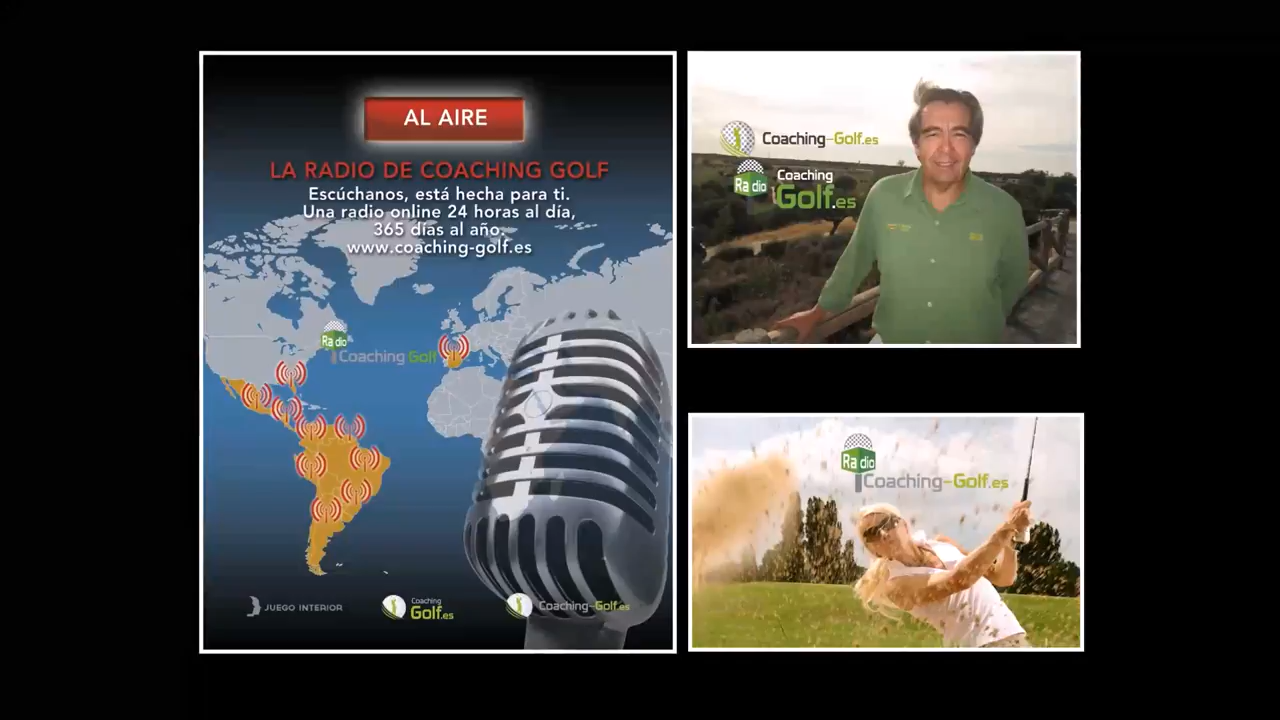 AL AIRE
LA RADIO DE COACHING GOLF
Escúchanos, está hecha para ti.
Una radio online 24 horas al día,
365 días al año.
www.coaching-golf.es
Radio
Coaching Golf
JUEGO INTERIOR
Coaching
Golf.es
Coaching-Golf.es
Coaching-Golf.es
Radio
Coaching
Golf.es
Radio
Coaching-Golf.es